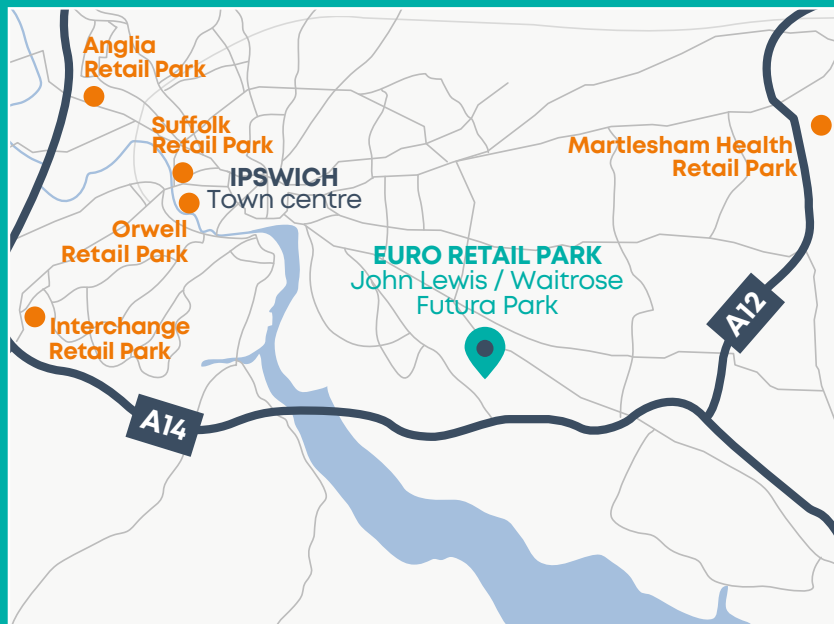 Anglia
Retail Park
Suffolk
Retail Park
IPSWICH
Town centre
Orwell
Retail Park
Martlesham Health
Retail Park
EURO RETAIL PARK
John Lewis / Waitrose
Futura Park
A12
Interchange
Retail Park
A14